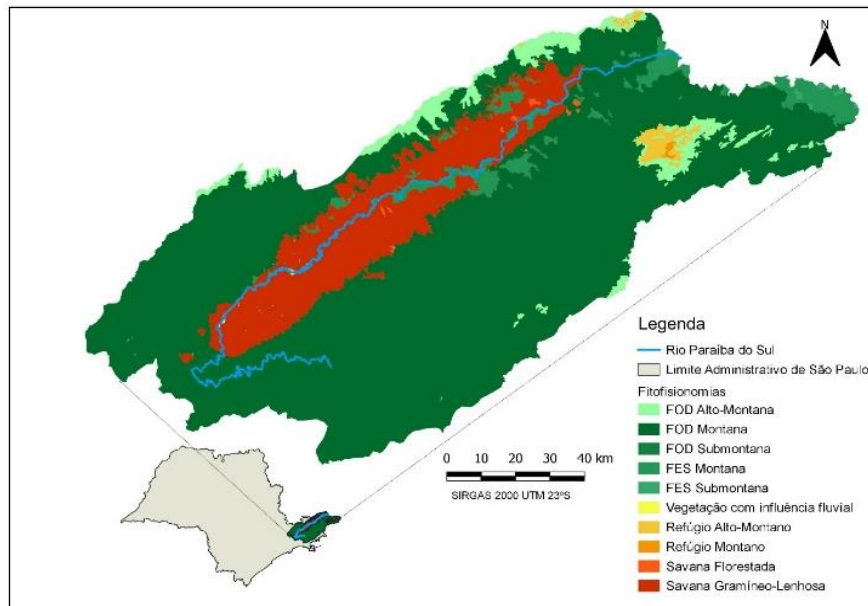 N
Legenda
Rio Paraíba do Sul
Limite Administrativo de São Paulo
Fitofisionomias
FOD Alto-Montana
FOD Montana
FOD Submontana
FES Montana
FES Submontana
Vegetação com influência fluvial
Refúgio Alto-Montano
Refúgio Montano
Savana Florestada
Savana Gramíneo-Lenhosa
0 10 20 30 40 km
SIRGAS 2000 UTM 23ºS